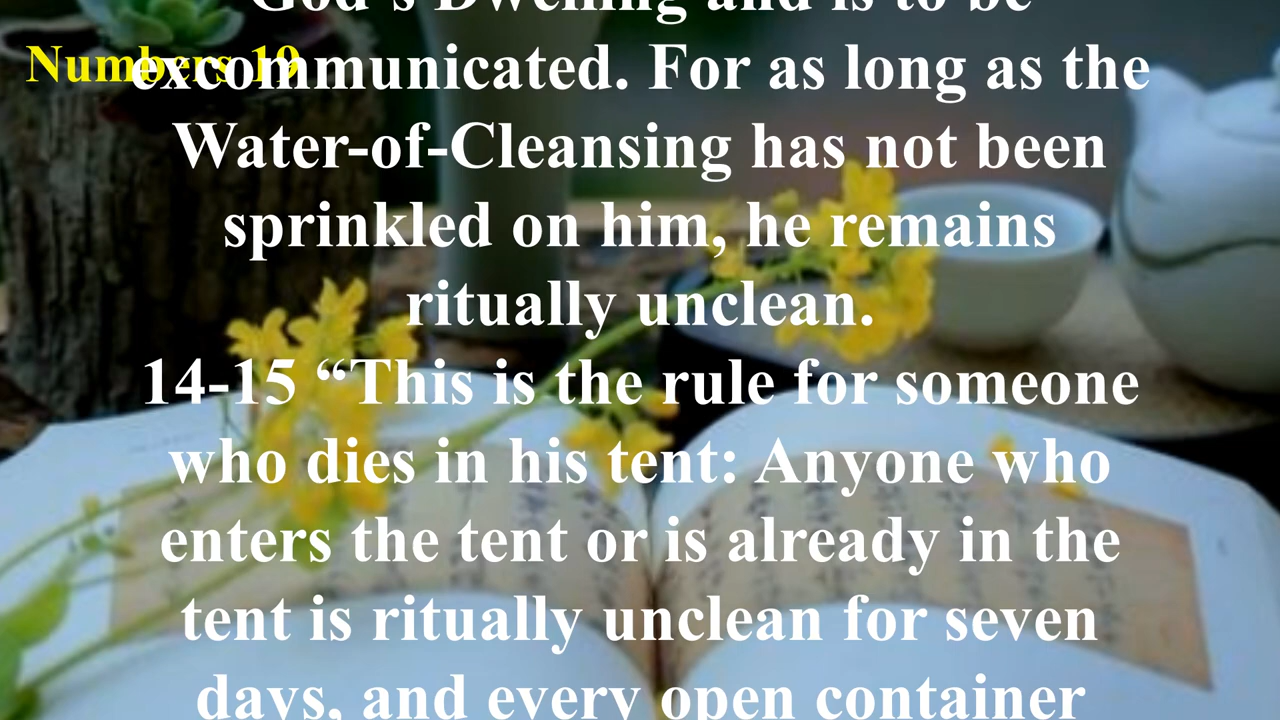 God's Dwelling and is to be
Numbers 19
excommunicated. For as long as the
Water-of-Cleansing has not been
sprinkled on him, he remains
ritually unclean.
14-15 “This is the rule for someone
who dies in his tent: Anyone who
enters the tent or is already in the
tent is ritually unclean for seven
days, and every open container